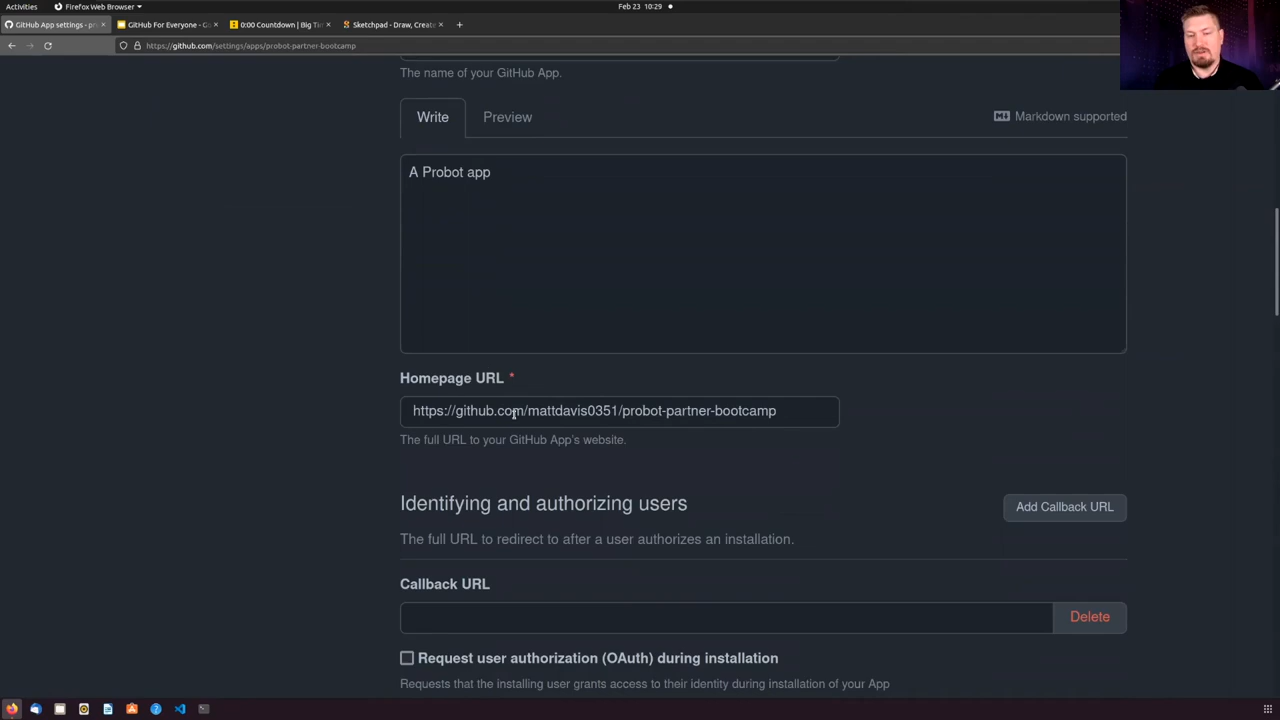 Activities
Firefox Web Browser
Feb 23 10:29
GitHub App settings - pr
GitHub For Everyone - G
0:00 Countdown | Big Ti
Sketchpad - Draw, Create
https://github.com/settings/apps/probot-partner-bootcamp
The name of your GitHub App.
Write
Preview
Markdown supported
A Probot app
Homepage URL *
https://github.com/mattdavis0351/probot-partner-bootcamp
The full URL to your GitHub App's website.
Identifying and authorizing users
Add Callback URL
The full URL to redirect to after a user authorizes an installation.
Callback URL
Delete
Request user authorization (OAuth) during installation
Requests that the installing user grants access to their identity during installation of your App